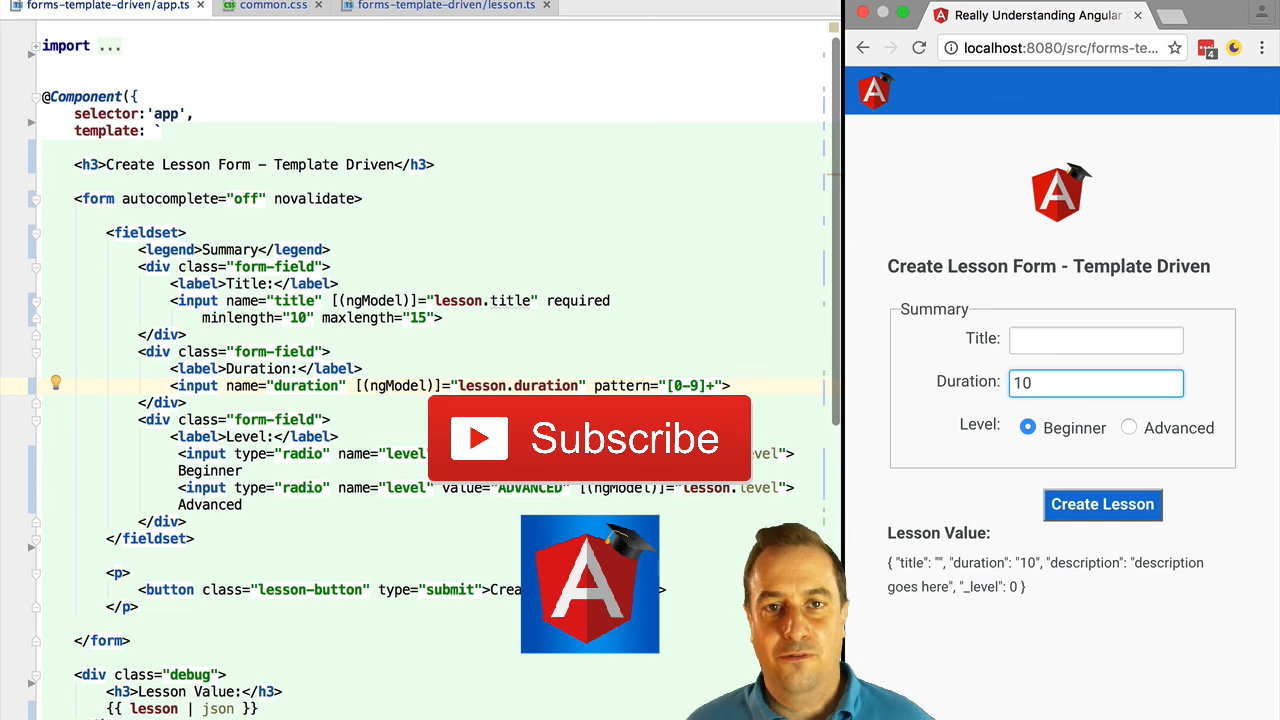 forms-template-driven/app.ts
common.css
forms-template-driven/lesson.ts
import ...
@Component({
selector:'app',
template: `
<h3>Create Lesson Form – Template Driven</h3>
<form autocomplete="off" novalidate>
<fieldset>
<legend>Summary</legend>
<div class="form-field">
<label>Title:</label>
<input name="title" [(ngModel)]="lesson.title" required
minlength="10" maxlength="15">
</div>
<div class="form-field">
<label>Duration:</label>
<input name="duration" [(ngModel)]="lesson.duration" pattern="[0-9]+">
</div>
<div class="form-field">
<label>Level:</label>
<input type="radio" name="level
level">
Beginner
<input type="radio" name="level" value="ADVANCED" [(ngModel)]="lesson.level">
Advanced
</div>
</fieldset>
<p>
<button class="lesson-button" type="submit">Crea
>
</p>
</form>
<div class="debug">
<h3>Lesson Value:</h3>
{{ lesson | json }}
Subscribe
A
Really Understanding Angular
localhost:8080/src/forms-te...
4
A
A
Create Lesson Form - Template Driven
Summary
Title:
Duration: 10
Level: Beginner Advanced
Create Lesson
Lesson Value:
{ "title": "", "duration": "10", "description": "description
goes here", "_level": 0 }